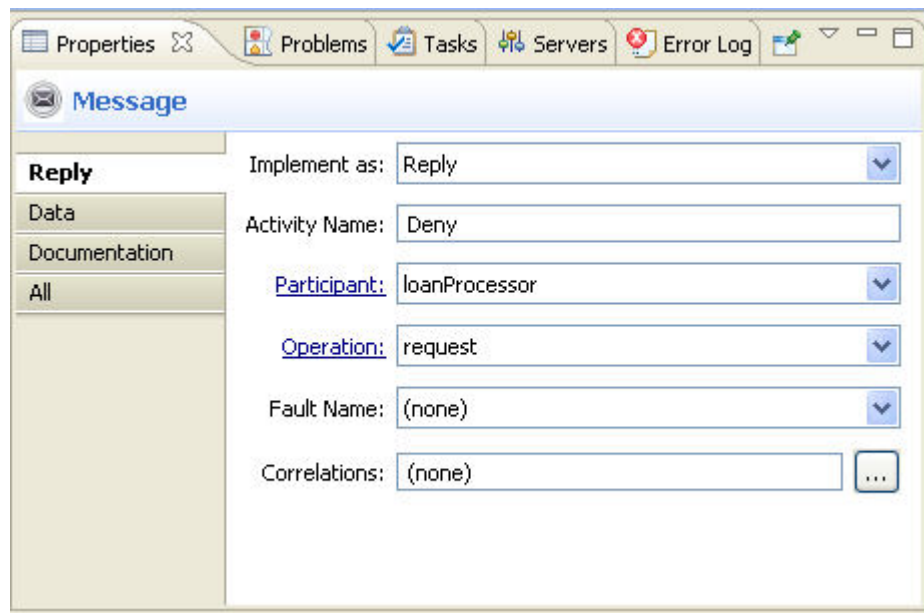 Properties Problems Tasks Servers Error Log
Message
Reply
Data
Documentation
All
Implement as: Reply
Activity Name: Deny
Participant: loanProcessor
Operation: request
Fault Name: (none)
Correlations: (none) ...